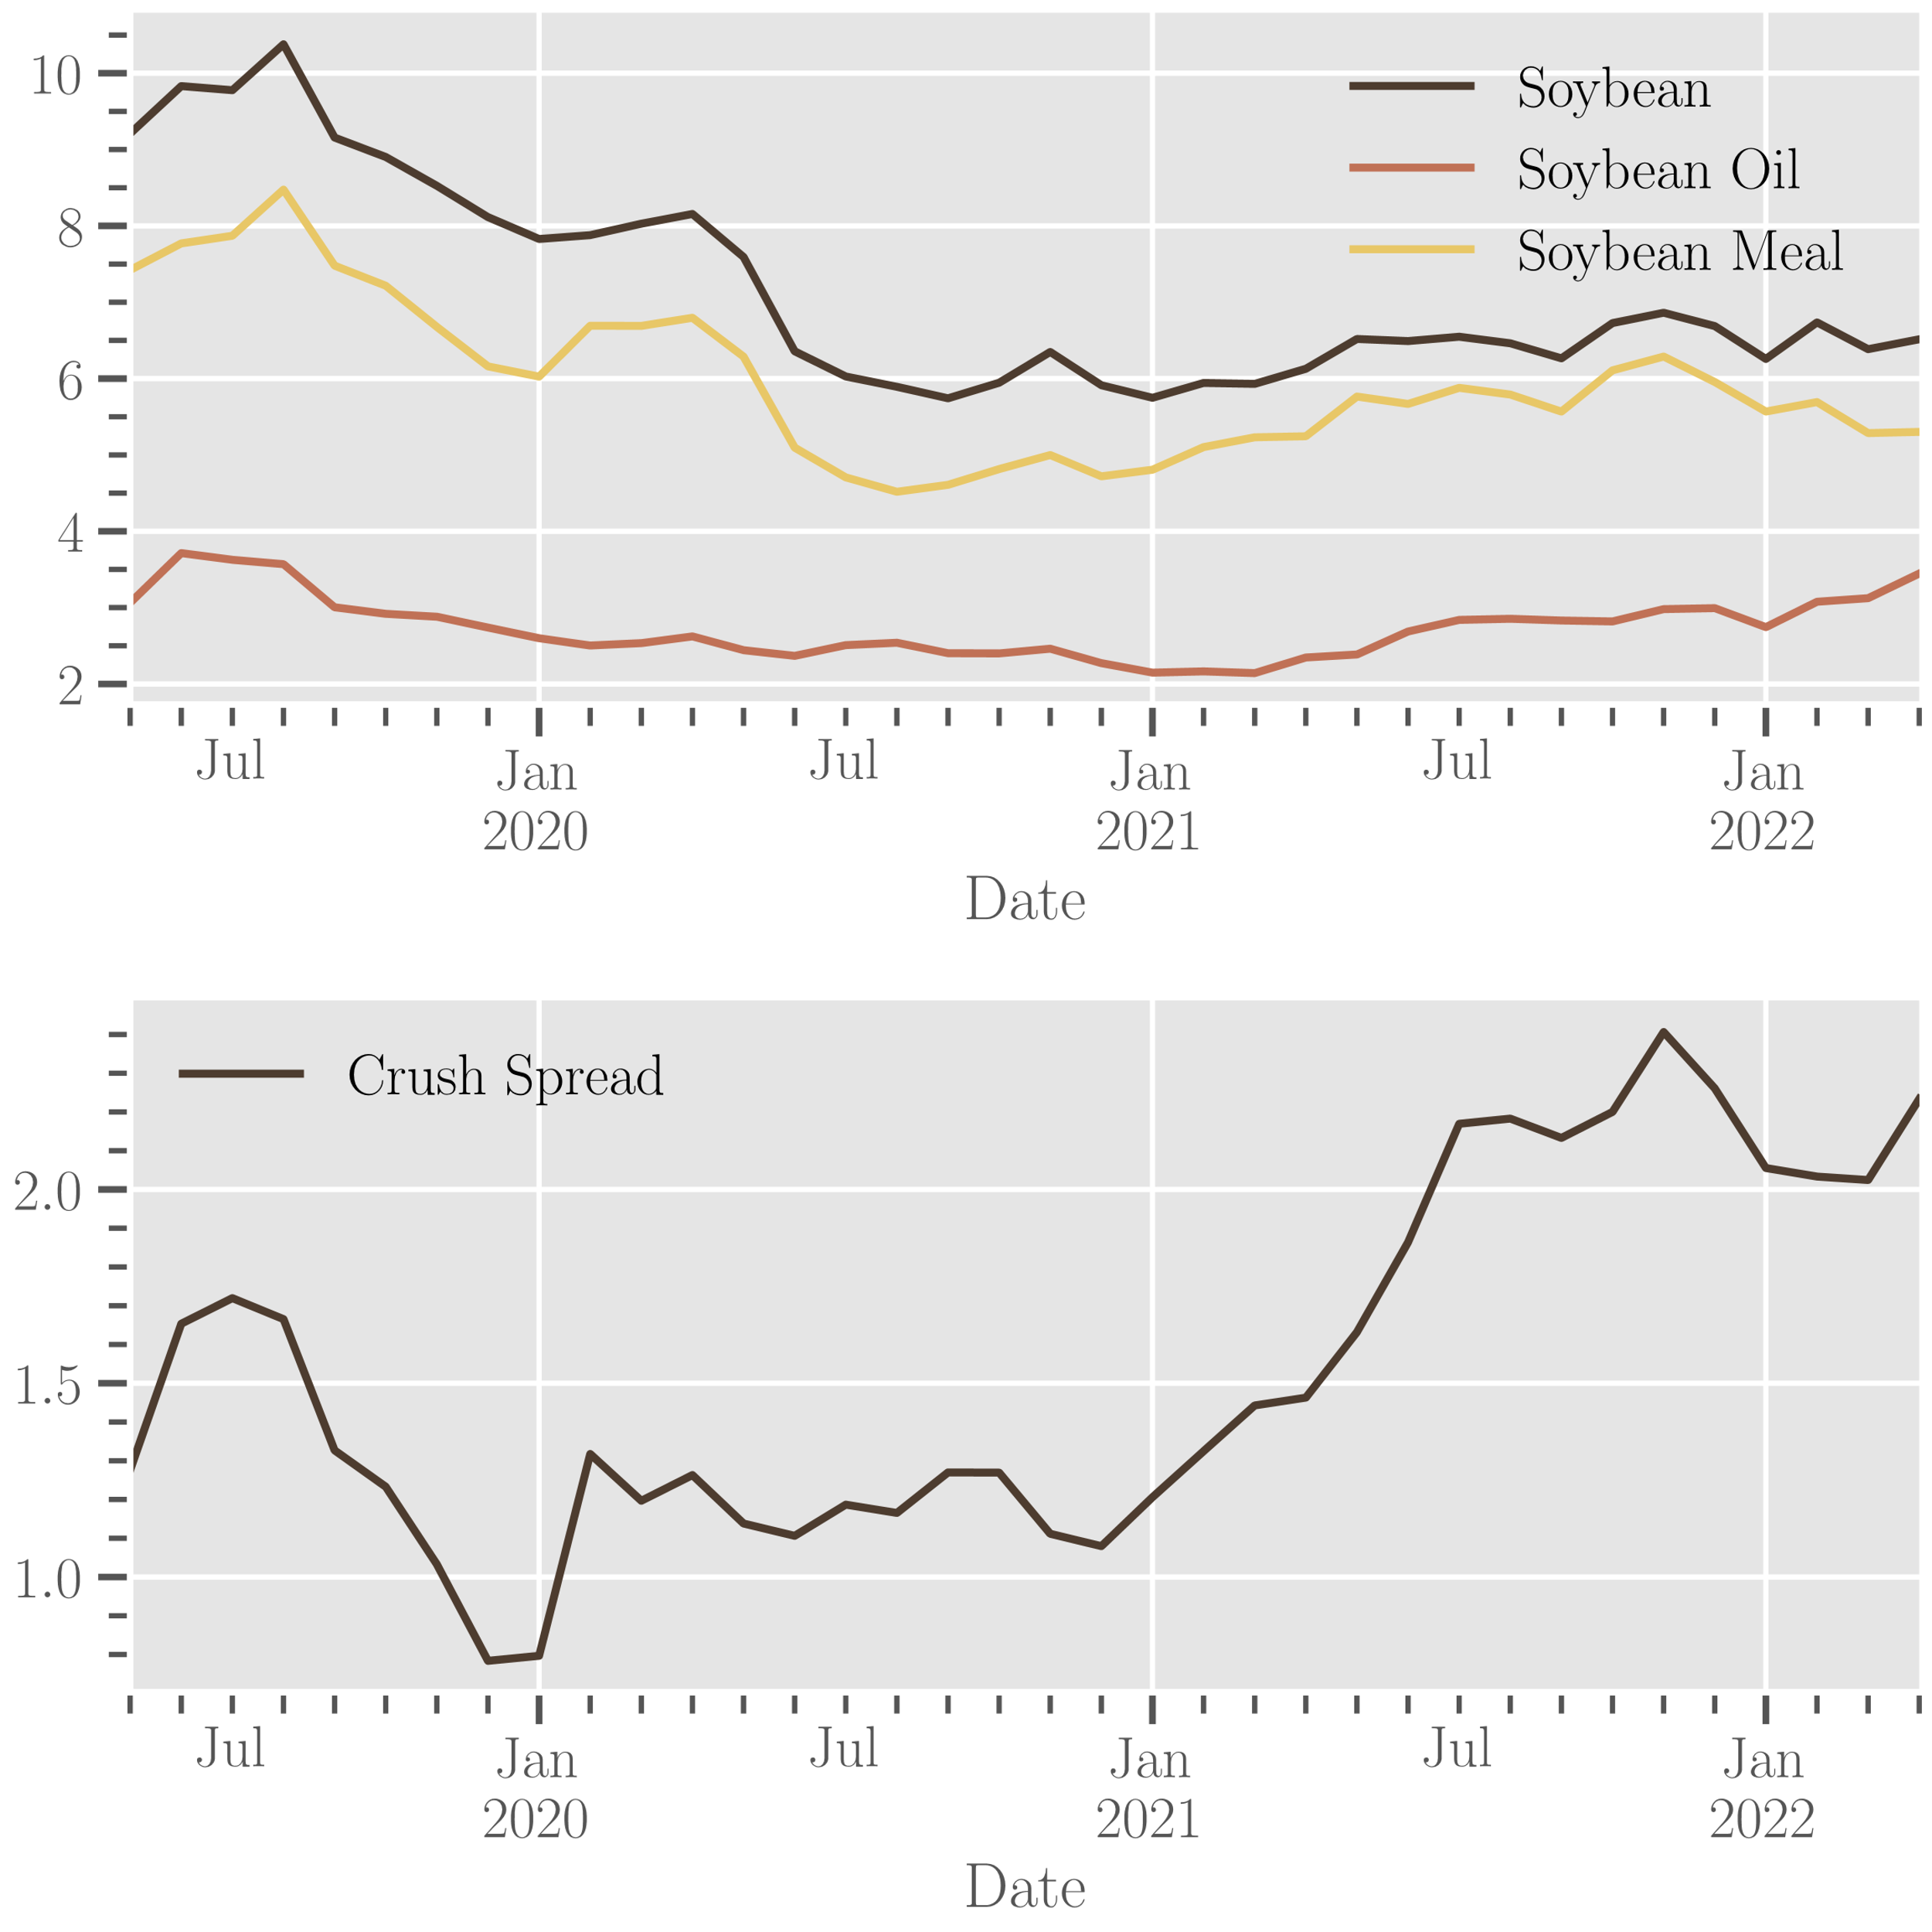 10
8
6
4
2
Soybean
Soybean Oil
Soybean Meal
Jul Jan Jul Jan Jul Jan
2020 2021 2022
Date
Crush Spread
2.0
1.5
1.0
Jul Jan Jul Jan Jul Jan
2020 2021 2022
Date